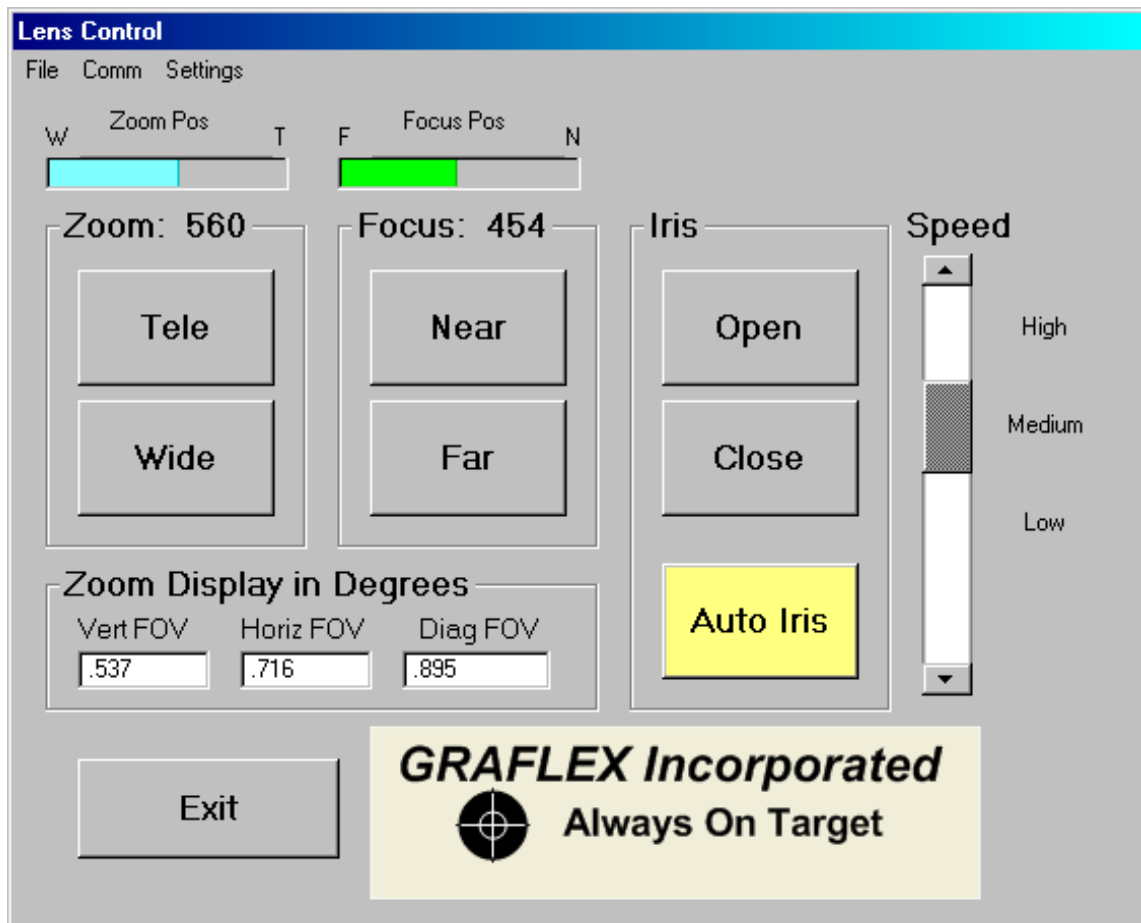 Lens Control
File Comm Settings
Zoom Pos
W T
Focus Pos
F N
Zoom: 560
Tele
Wide
Focus: 454
Near
Far
Iris
Open
Close
Auto Iris
Speed
High
Medium
Low
Zoom Display in Degrees
Vert FOV Horiz FOV Diag FOV
.537 .716 .895
Exit
GRAFLEX Incorporated
Always On Target